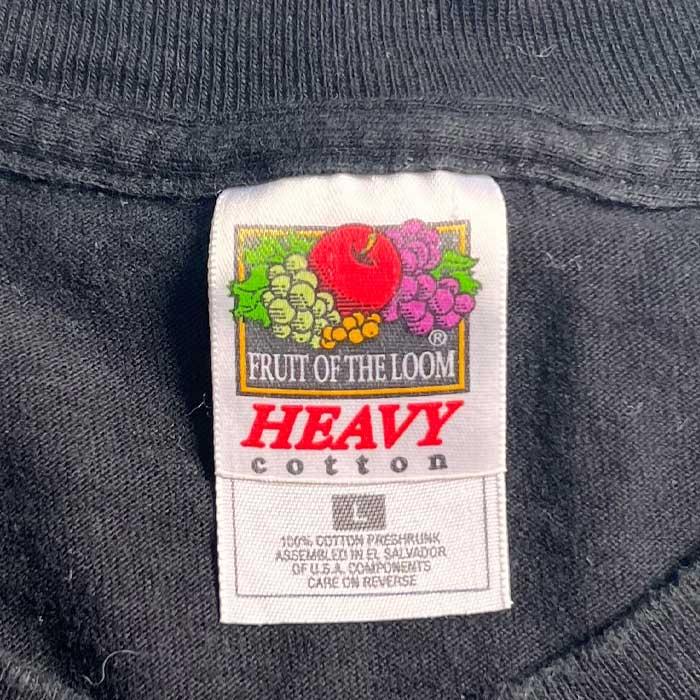 ®
FRUIT OF THE LOOM
HEAVY
cotton
L
100% COTTON PRESHRUNK
ASSEMBLED IN EL SALVADOR
OF U.S.A. COMPONENTS
CARE ON REVERSE